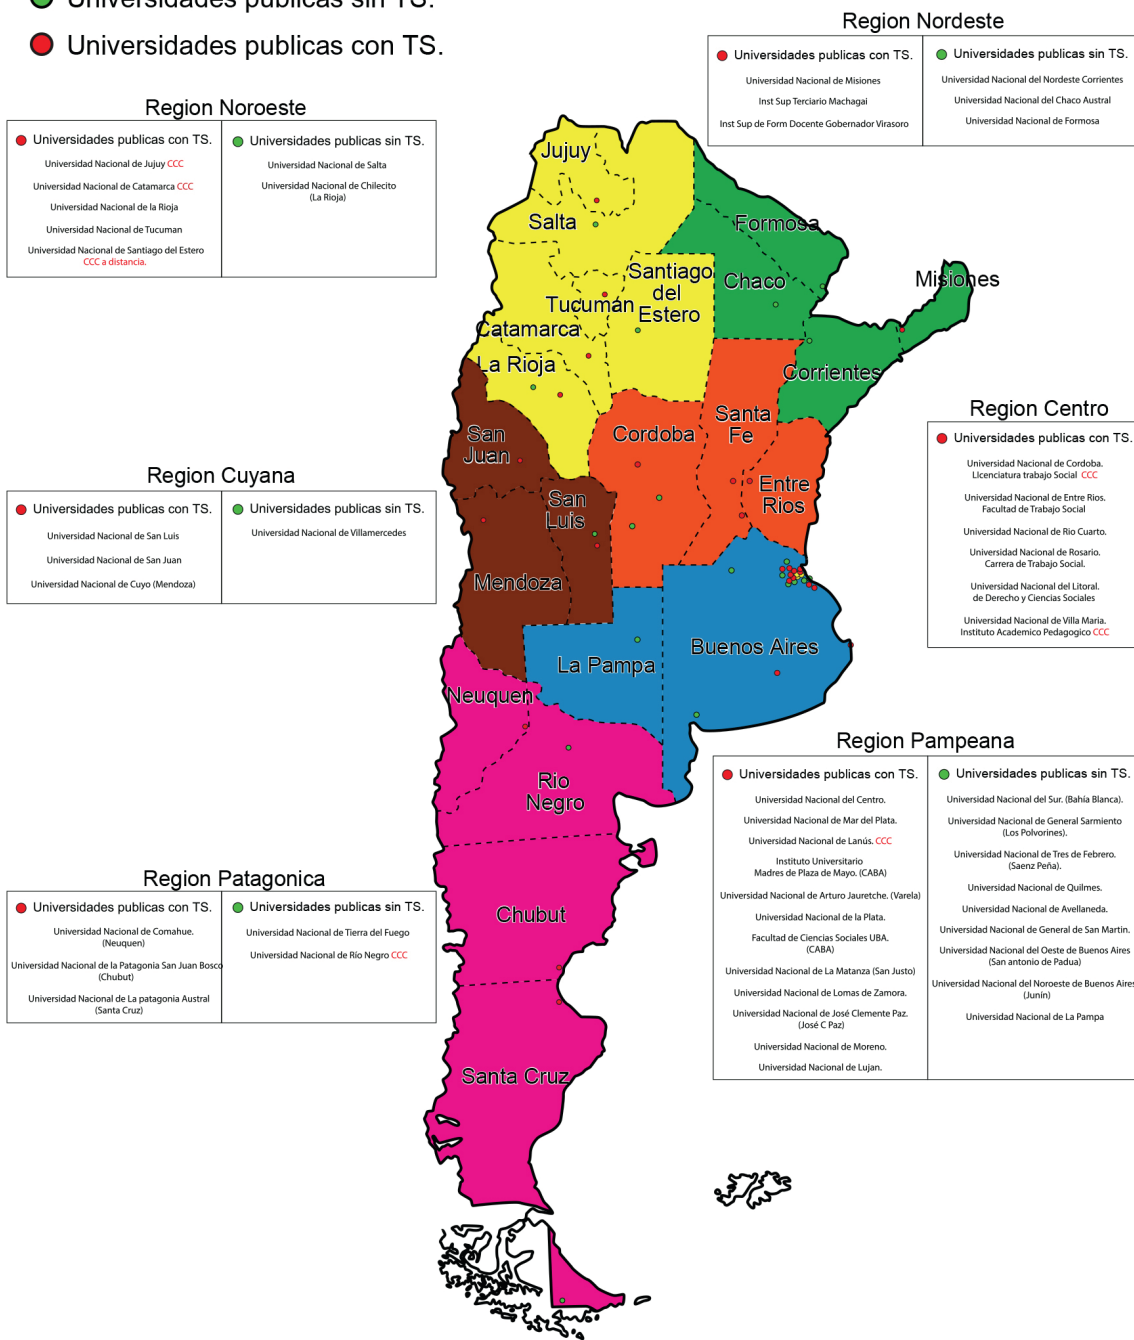 Universidades publicas sin TS.
Universidades publicas con TS.
Region Nordeste
Universidades publicas con TS.
Universidad Nacional de Misiones
Inst Sup Terciario Machagai
Inst Sup de Form Docente Gobernador Virasoro
Universidades publicas sin TS.
Universidad Nacional del Nordeste Corrientes
Universidad Nacional del Chaco Austral
Universidad Nacional de Formosa
Region Noroeste
Universidades publicas con TS.
Universidad Nacional de Jujuy CCC
Universidad Nacional de Catamarca CCC
Universidad Nacional de la Rioja
Universidad Nacional de Tucuman
Universidad Nacional de Santiago del Estero
CCC a distancia.
Universidades publicas sin TS.
Universidad Nacional de Salta
Universidad Nacional de Chilecito
(La Rioja)
Jujuy
Salta
Formosa
Chaco
Misiones
Santiago
del
Estero
Tucumán
Catamarca
La Rioja
Corrientes
Santa
Fe
Cordoba
San
Juan
Entre
Rios
San
Luis
Mendoza
Buenos Aires
La Pampa
Neuquen
Rio
Negro
Chubut
Santa Cruz
Region Centro
Universidades publicas con TS.
Universidad Nacional de Cordoba.
LIcenciatura trabajo Social CCC
Universidad Nacional de Entre Rios.
Facultad de Trabajo Social
Universidad Nacional de Rio Cuarto.
Universidad Nacional de Rosario.
Carrera de Trabajo Social.
Universidad Nacional del Litoral.
de Derecho y Ciencias Sociales
Universidad Nacional de Villa Maria.
Instituto Academico Pedagogico CCC
Region Cuyana
Universidades publicas con TS.
Universidad Nacional de San Luis
Universidad Nacional de San Juan
Universidad Nacional de Cuyo (Mendoza)
Universidades publicas sin TS.
Universidad Nacional de Villamercedes
Region Pampeana
Universidades publicas con TS.
Universidad Nacional del Centro.
Universidad Nacional de Mar del Plata.
Universidad Nacional de Lanús. CCC
Instituto Universitario
Madres de Plaza de Mayo. (CABA)
Universidad Nacional de Arturo Jauretche. (Varela)
Universidad Nacional de la Plata.
Facultad de Ciencias Sociales UBA.
(CABA)
Universidad Nacional de La Matanza (San Justo)
Universidad Nacional de Lomas de Zamora.
Universidad Nacional de José Clemente Paz.
(José C Paz)
Universidad Nacional de Moreno.
Universidad Nacional de Lujan.
Universidades publicas sin TS.
Universidad Nacional del Sur. (Bahía Blanca).
Universidad Nacional de General Sarmiento
(Los Polvorines).
Universidad Nacional de Tres de Febrero.
(Saenz Peña).
Universidad Nacional de Quilmes.
Universidad Nacional de Avellaneda.
Universidad Nacional de General de San Martin.
Universidad Nacional del Oeste de Buenos Aires
(San antonio de Padua)
Universidad Nacional del Noroeste de Buenos Aires
(Junín)
Universidad Nacional de La Pampa
Region Patagonica
Universidades publicas con TS.
Universidad Nacional de Comahue.
(Neuquen)
Universidad Nacional de la Patagonia San Juan Bosco
(Chubut)
Universidad Nacional de La patagonia Austral
(Santa Cruz)
Universidades publicas sin TS.
Universidad Nacional de Tierra del Fuego
Universidad Nacional de Río Negro CCC